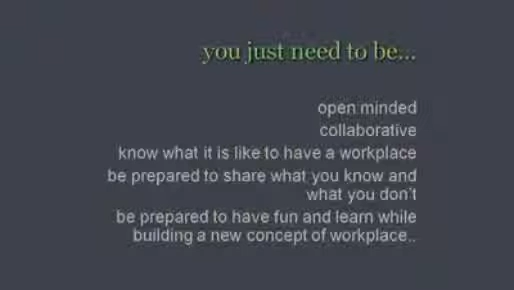 you just need to be...
open minded
collaborative
know what it is like to have a workplace
be prepared to share what you know and
what you don't
be prepared to have fun and learn while
building a new concept of workplace..